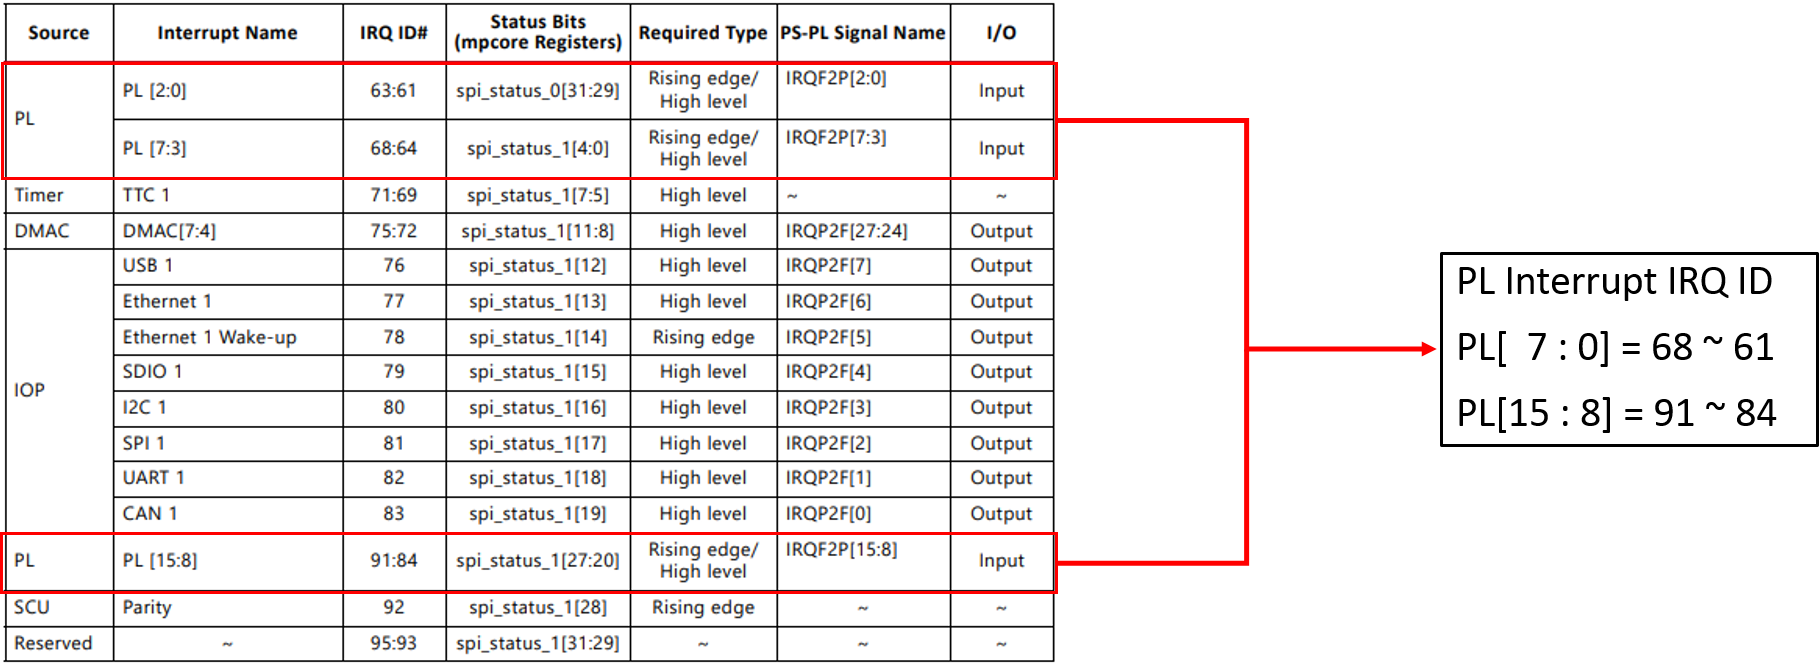 Source Interrupt Name IRQ ID# Status Bits (mpcore Registers) Required Type PS-PL Signal Name I/O
PL PL [2:0] 63:61 spi_status_0[31:29] Rising edge/ High level IRQF2P[2:0] Input
PL [7:3] 68:64 spi_status_1[4:0] Rising edge/ High level IRQF2P[7:3] Input
Timer TTC 1 71:69 spi_status_1[7:5] High level ~ ~
DMAC DMAC[7:4] 75:72 spi_status_1[11:8] High level IRQP2F[27:24] Output
IOP USB 1 76 spi_status_1[12] High level IRQP2F[7] Output
Ethernet 1 77 spi_status_1[13] High level IRQP2F[6] Output
Ethernet 1 Wake-up 78 spi_status_1[14] Rising edge IRQP2F[5] Output
SDIO 1 79 spi_status_1[15] High level IRQP2F[4] Output
I2C 1 80 spi_status_1[16] High level IRQP2F[3] Output
SPI 1 81 spi_status_1[17] High level IRQP2F[2] Output
UART 1 82 spi_status_1[18] High level IRQP2F[1] Output
CAN 1 83 spi_status_1[19] High level IRQP2F[0] Output
PL PL [15:8] 91:84 spi_status_1[27:20] Rising edge/ High level IRQF2P[15:8] Input
SCU Parity 92 spi_status_1[28] Rising edge ~ ~
Reserved ~ 95:93 spi_status_1[31:29] ~ ~ ~
PL Interrupt IRQ ID
PL[ 7 : 0] = 68 ~ 61
PL[15 : 8] = 91 ~ 84